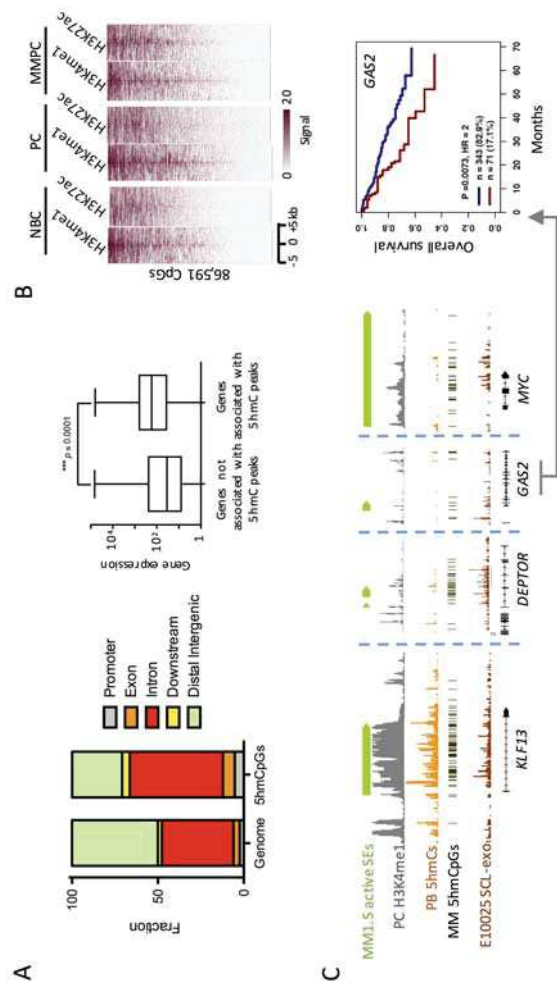 A
Fraction
100
50
0
Genome
5hmCpGs
Promoter
Exon
Intron
Downstream
Distal Intergenic
Gene expression
10⁴
10²
1
*** p ≤ 0.0001
Genes not
associated with
5hmC peaks
Genes
associated with
5hmC peaks
B
NBC
PC
MMPC
H3K4me1
H3K27ac
H3K4me1
H3K27ac
H3K4me1
H3K27ac
86,591 CpGs
-5
0
+5kb
Signal
0
20
C
MM1.S active SEs
PC H3K4me1
PB 5hmCs
MM 5hmCpGs
E10025 SCL-exo
KLF13
DEPTOR
GAS2
MYC
GAS2
Overall survival
1.0
0.8
0.6
0.4
0.2
0.0
P =0.0073, HR = 2
n = 343 (82.9%)
n = 71 (17.1%)
0
10
20
30
40
50
60
70
Months